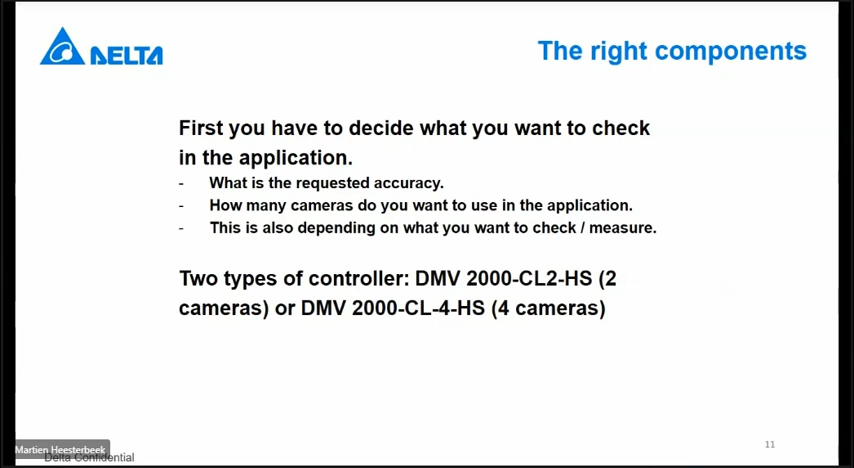 DELTA
The right components
First you have to decide what you want to check
in the application.
- What is the requested accuracy.
- How many cameras do you want to use in the application.
- This is also depending on what you want to check / measure.
Two types of controller: DMV 2000-CL2-HS (2
cameras) or DMV 2000-CL-4-HS (4 cameras)
11
Martien Heesterbeek
Delta Confidential